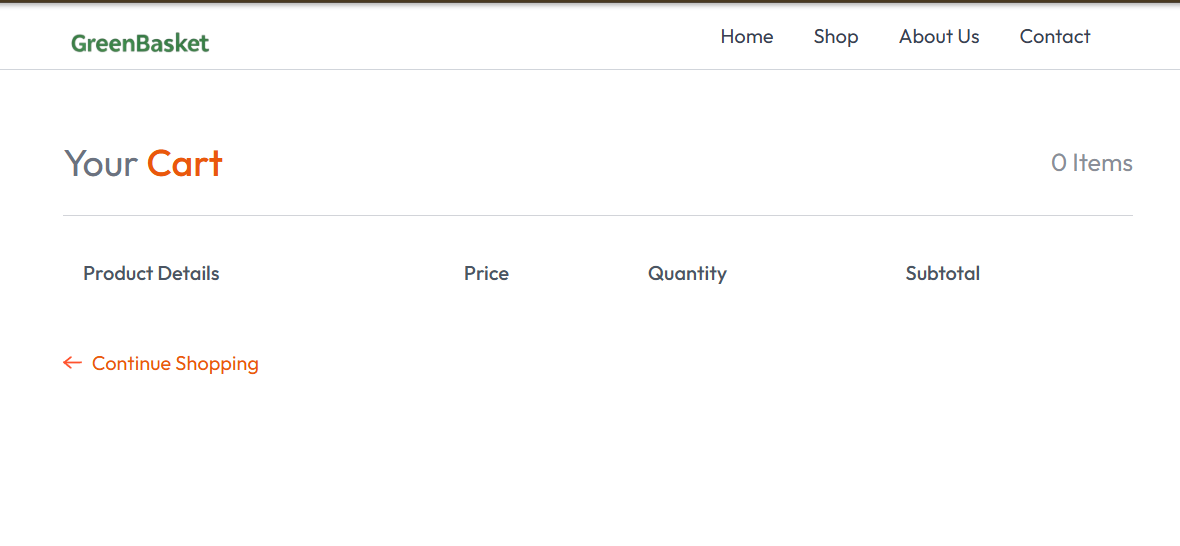 GreenBasket Home Shop About Us Contact
Your Cart 0 Items
Product Details Price Quantity Subtotal
← Continue Shopping